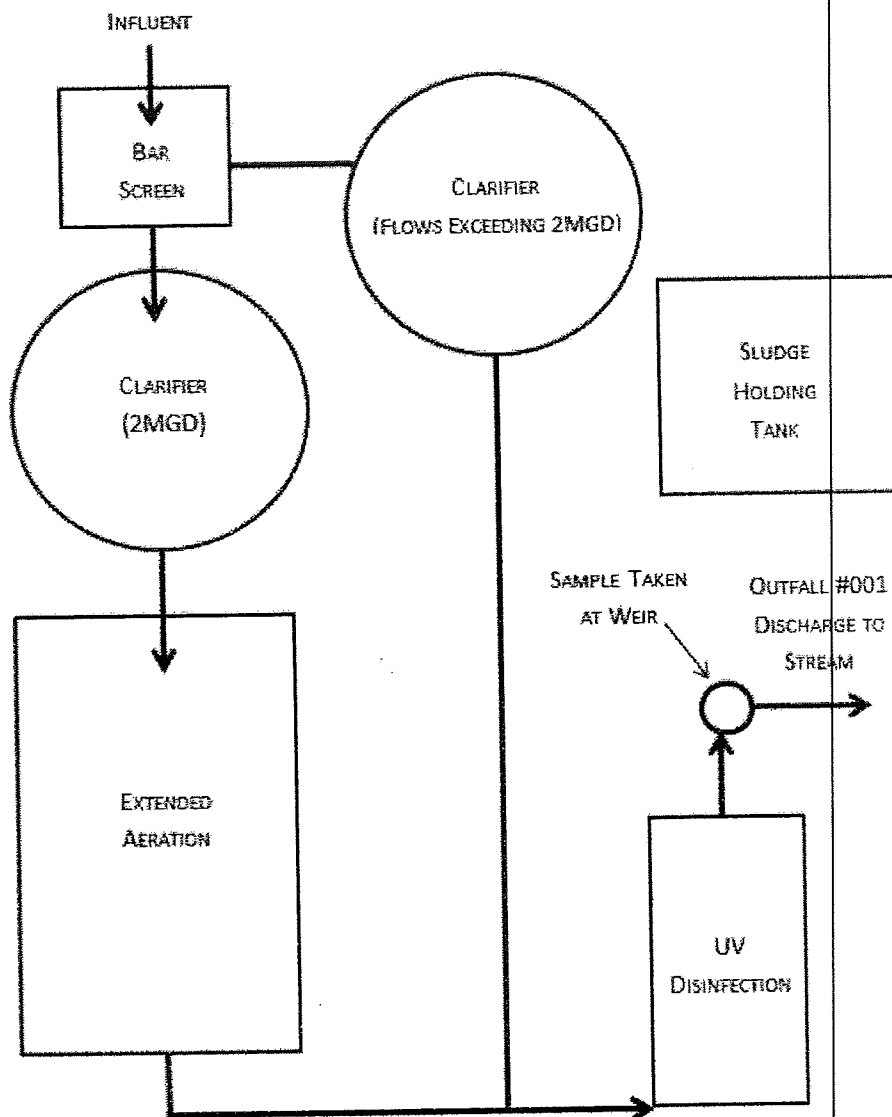 INFLUENT
BAR
SCREEN
CLARIFIER
(FLOWS EXCEEDING 2MGD)
CLARIFIER
(2MGD)
SLUDGE
HOLDING
TANK
SAMPLE TAKEN
AT WEIR
OUTFALL #001
DISCHARGE TO
STREAM
EXTENDED
AERATION
UV
DISINFECTION